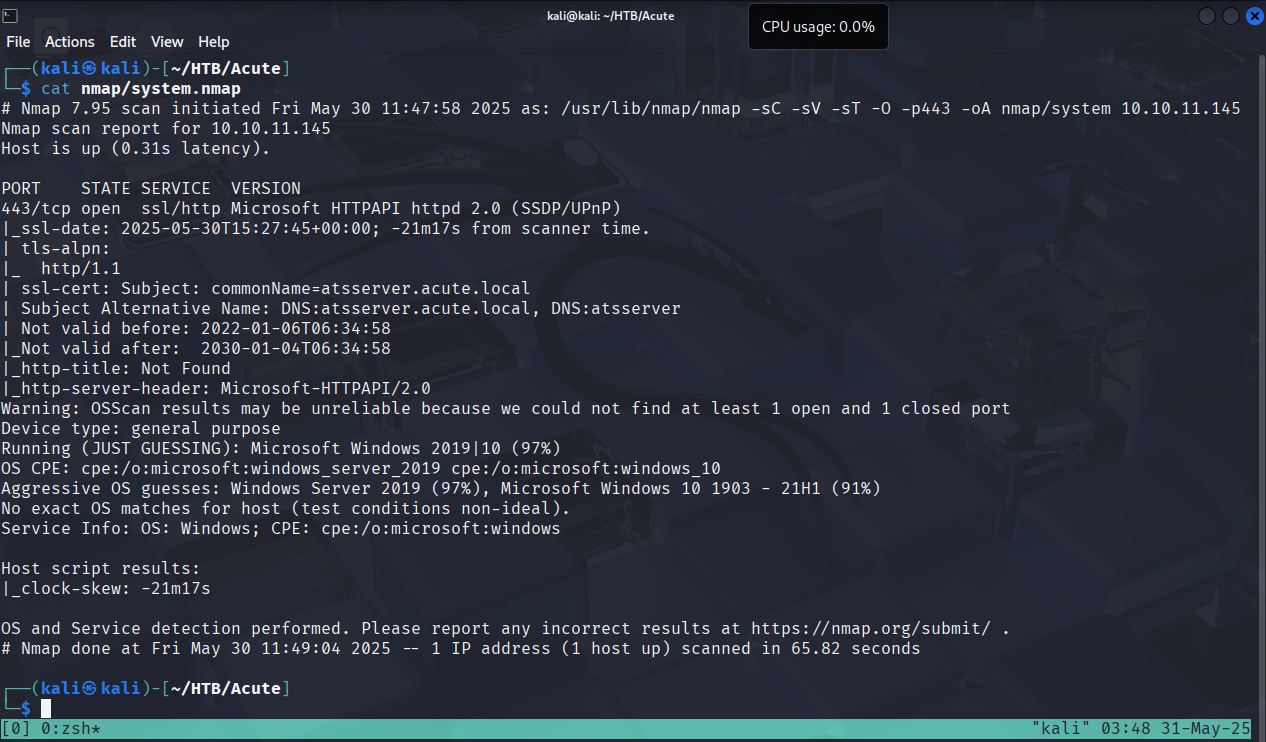 kali@kali: ~/HTB/Acute
CPU usage: 0.0%
File Actions Edit View Help
┌──(kali㉿kali)-[~/HTB/Acute]
└─$ cat nmap/system.nmap
# Nmap 7.95 scan initiated Fri May 30 11:47:58 2025 as: /usr/lib/nmap/nmap -sC -sV -sT -O -p443 -oA nmap/system 10.10.11.145
Nmap scan report for 10.10.11.145
Host is up (0.31s latency).
PORT    STATE SERVICE  VERSION
443/tcp open  ssl/http Microsoft HTTPAPI httpd 2.0 (SSDP/UPnP)
|_ssl-date: 2025-05-30T15:27:45+00:00; -21m17s from scanner time.
| tls-alpn:
|_  http/1.1
| ssl-cert: Subject: commonName=atsserver.acute.local
| Subject Alternative Name: DNS:atsserver.acute.local, DNS:atsserver
| Not valid before: 2022-01-06T06:34:58
|_Not valid after:  2030-01-04T06:34:58
|_http-title: Not Found
|_http-server-header: Microsoft-HTTPAPI/2.0
Warning: OSScan results may be unreliable because we could not find at least 1 open and 1 closed port
Device type: general purpose
Running (JUST GUESSING): Microsoft Windows 2019|10 (97%)
OS CPE: cpe:/o:microsoft:windows_server_2019 cpe:/o:microsoft:windows_10
Aggressive OS guesses: Windows Server 2019 (97%), Microsoft Windows 10 1903 - 21H1 (91%)
No exact OS matches for host (test conditions non-ideal).
Service Info: OS: Windows; CPE: cpe:/o:microsoft:windows
Host script results:
|_clock-skew: -21m17s
OS and Service detection performed. Please report any incorrect results at https://nmap.org/submit/ .
# Nmap done at Fri May 30 11:49:04 2025 -- 1 IP address (1 host up) scanned in 65.82 seconds
┌──(kali㉿kali)-[~/HTB/Acute]
└─$
[0] 0:zsh* "kali" 03:48 31-May-25